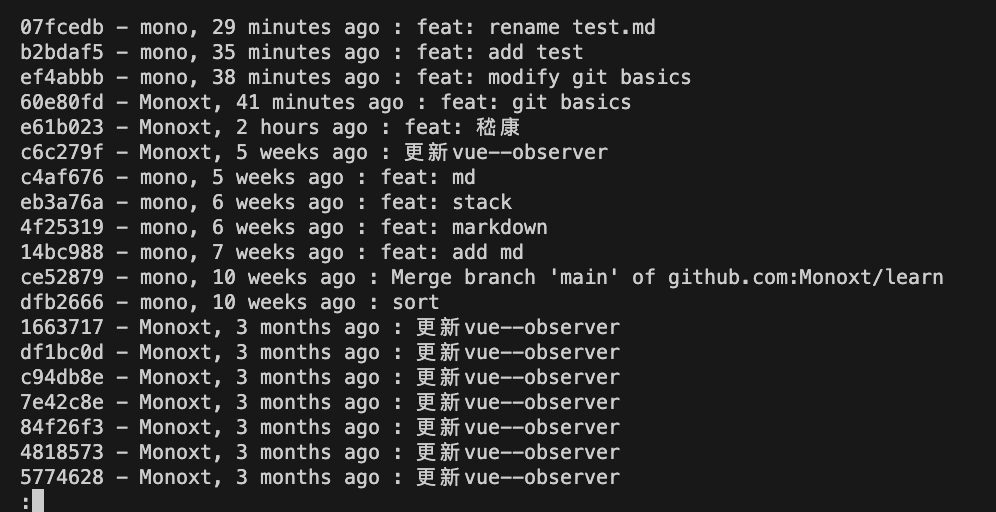 07fcedb - mono, 29 minutes ago : feat: rename test.md
b2bdaf5 - mono, 35 minutes ago : feat: add test
ef4abbb - mono, 38 minutes ago : feat: modify git basics
60e80fd - Monoxt, 41 minutes ago : feat: git basics
e61b023 - Monoxt, 2 hours ago : feat: 嵇康
c6c279f - Monoxt, 5 weeks ago : 更新vue--observer
c4af676 - mono, 5 weeks ago : feat: md
eb3a76a - mono, 6 weeks ago : feat: stack
4f25319 - mono, 6 weeks ago : feat: markdown
14bc988 - mono, 7 weeks ago : feat: add md
ce52879 - mono, 10 weeks ago : Merge branch 'main' of github.com:Monoxt/learn
dfb2666 - mono, 10 weeks ago : sort
1663717 - Monoxt, 3 months ago : 更新vue--observer
df1bc0d - Monoxt, 3 months ago : 更新vue--observer
c94db8e - Monoxt, 3 months ago : 更新vue--observer
7e42c8e - Monoxt, 3 months ago : 更新vue--observer
84f26f3 - Monoxt, 3 months ago : 更新vue--observer
4818573 - Monoxt, 3 months ago : 更新vue--observer
5774628 - Monoxt, 3 months ago : 更新vue--observer
: